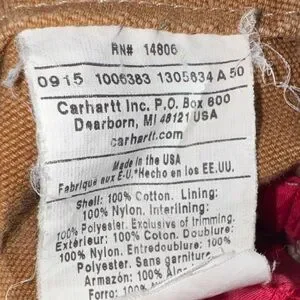 RN# 14806
0915 1006383 1305634 A 50
Carhartt Inc. P.O. Box 600
Dearborn, MI 48121 USA
carhartt.com
Made in the USA
Fabriqué aux É-U.*Hecho en los EE.UU.
Shell: 100% Cotton. Lining:
100% Nylon. Interlining:
100% Polyester. Exclusive of trimming.
Extérieur: 100% Coton. Doublure:
100% Nylon. Entredoublure: 100%
Polyester. Sans garniture.
Armazón: 100%
Forro: 100%